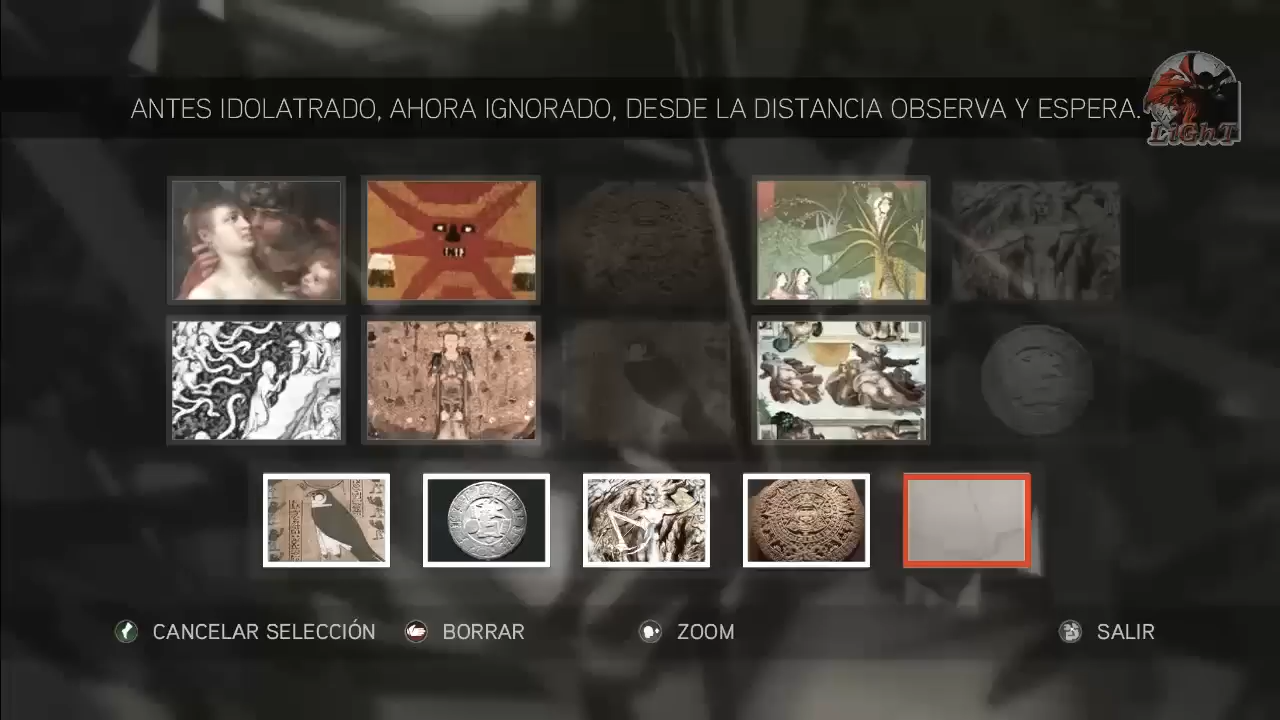 ANTES IDOLATRADO, AHORA IGNORADO, DESDE LA DISTANCIA OBSERVA Y ESPERA.
LiGhT
CANCELAR SELECCIÓN
BORRAR
ZOOM
SALIR